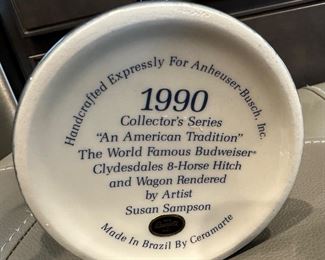 Handcrafted Expressly For Anheuser-Busch, Inc.
1990
Collector's Series
"An American Tradition"
The World Famous Budweiser®
Clydesdales 8-Horse Hitch
and Wagon Rendered
by Artist
Susan Sampson
Made In Brazil By Ceramarte